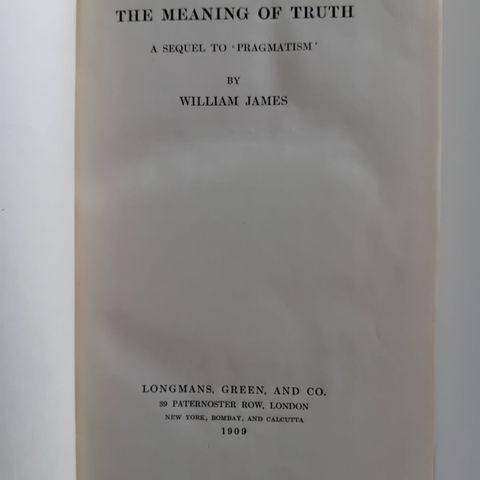 THE MEANING OF TRUTH
A SEQUEL TO 'PRAGMATISM'
BY
WILLIAM JAMES
LONGMANS, GREEN, AND CO.
39 PATERNOSTER ROW, LONDON
NEW YORK, BOMBAY, AND CALCUTTA
1909